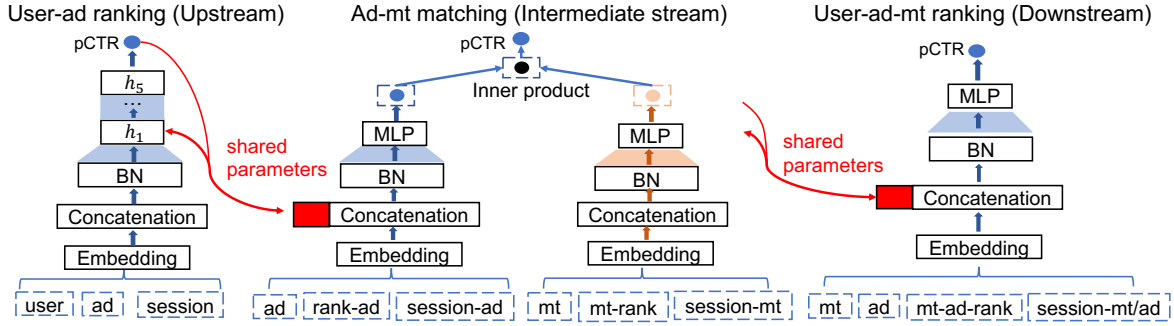 User-ad ranking (Upstream)
pCTR
h₅
...
h₁
BN
Concatenation
Embedding
user
ad
session
shared
parameters
Ad-mt matching (Intermediate stream)
pCTR
Inner product
MLP
BN
Concatenation
Embedding
ad
rank-ad
session-ad
MLP
BN
Concatenation
Embedding
mt
mt-rank
session-mt
shared
parameters
User-ad-mt ranking (Downstream)
pCTR
MLP
BN
Concatenation
Embedding
mt
ad
mt-ad-rank
session-mt/ad